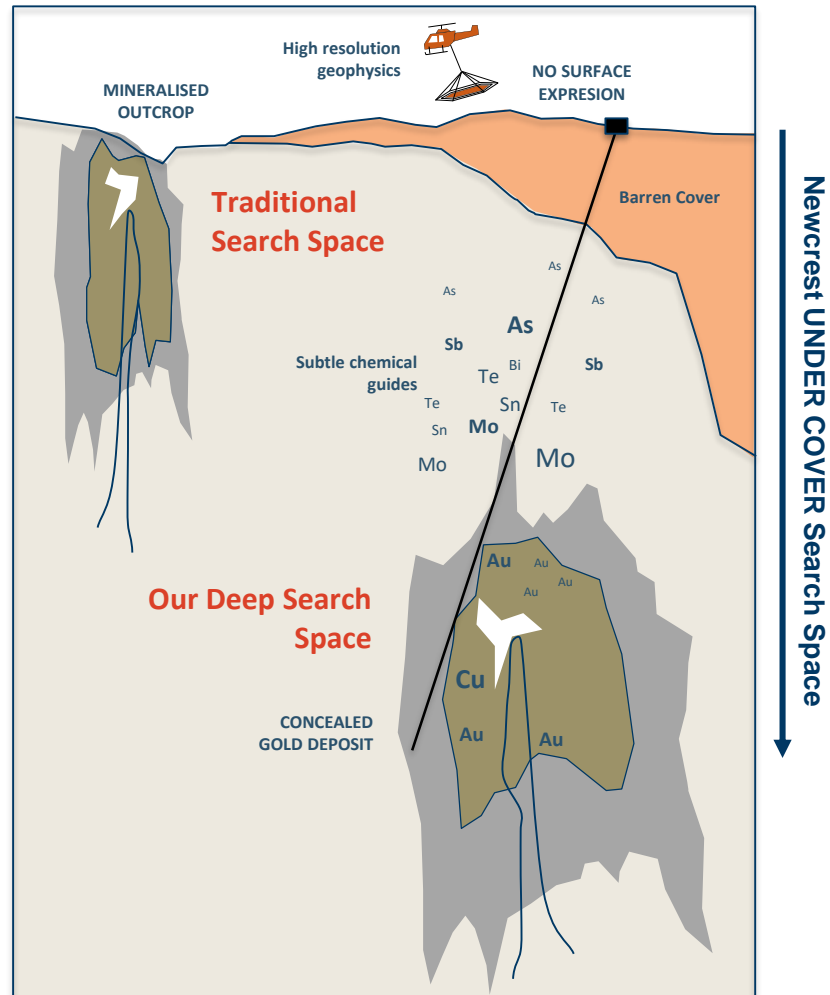 High resolution
geophysics
MINERALISED
OUTCROP
NO SURFACE
EXPRESION
Traditional
Search Space
Barren Cover
As
As
As
As
Sb
Subtle chemical
guides
Te
Bi
Sb
Te
Sn
Te
Sn
Mo
Mo
Mo
Our Deep Search
Space
Au
Au
Au
Au
Cu
CONCEALED
GOLD DEPOSIT
Au
Au
Newcrest UNDER COVER Search Space